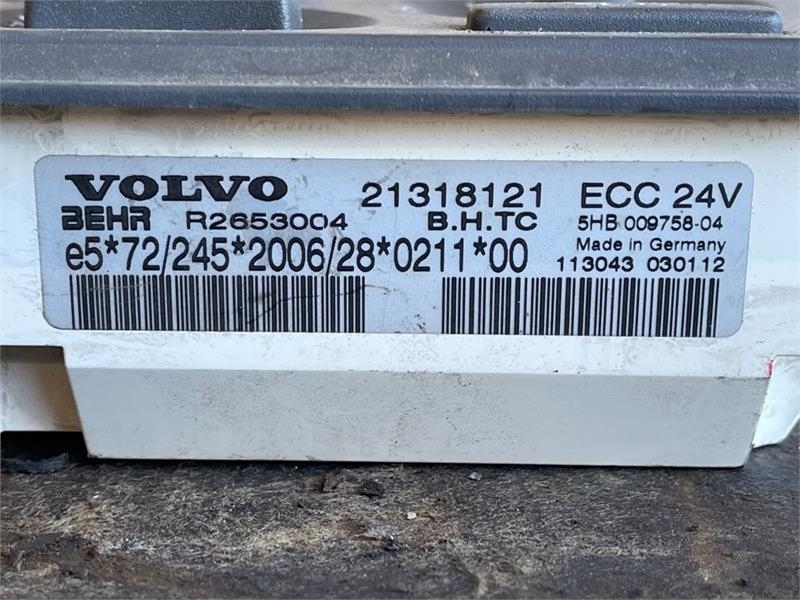 VOLVO 21318121 ECC 24V
BEHR R2653004 B.H.TC 5HB 009758-04
e5*72/245*2006/28*0211*00 Made in Germany
113043 030112